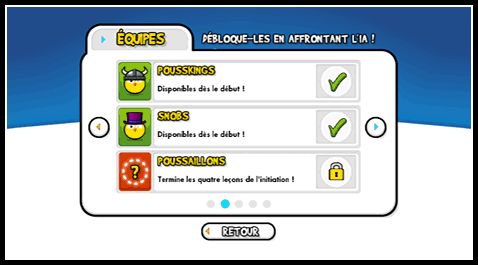 ÉQUIPES
DÉBLOQUE-LES EN AFFRONTANT L'IA !
POUSSKINGS
Disponibles dès le début !
SNOBS
Disponibles dès le début !
?
POUSSAILLONS
Termine les quatre leçons de l'initiation !
RETOUR